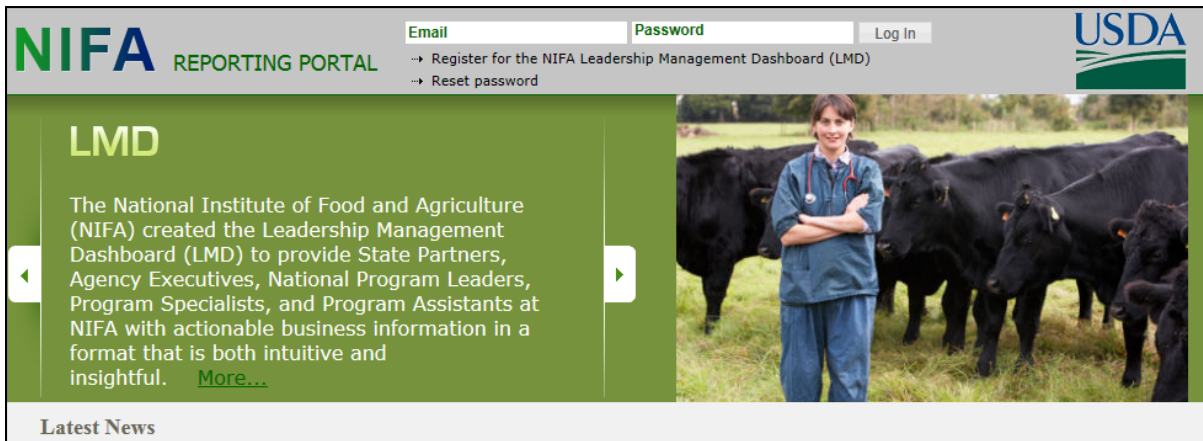 NIFA REPORTING PORTAL
Email
Password
Log In
Register for the NIFA Leadership Management Dashboard (LMD)
Reset password
USDA
LMD
The National Institute of Food and Agriculture
(NIFA) created the Leadership Management
Dashboard (LMD) to provide State Partners,
Agency Executives, National Program Leaders,
Program Specialists, and Program Assistants at
NIFA with actionable business information in a
format that is both intuitive and
insightful. More...
Latest News